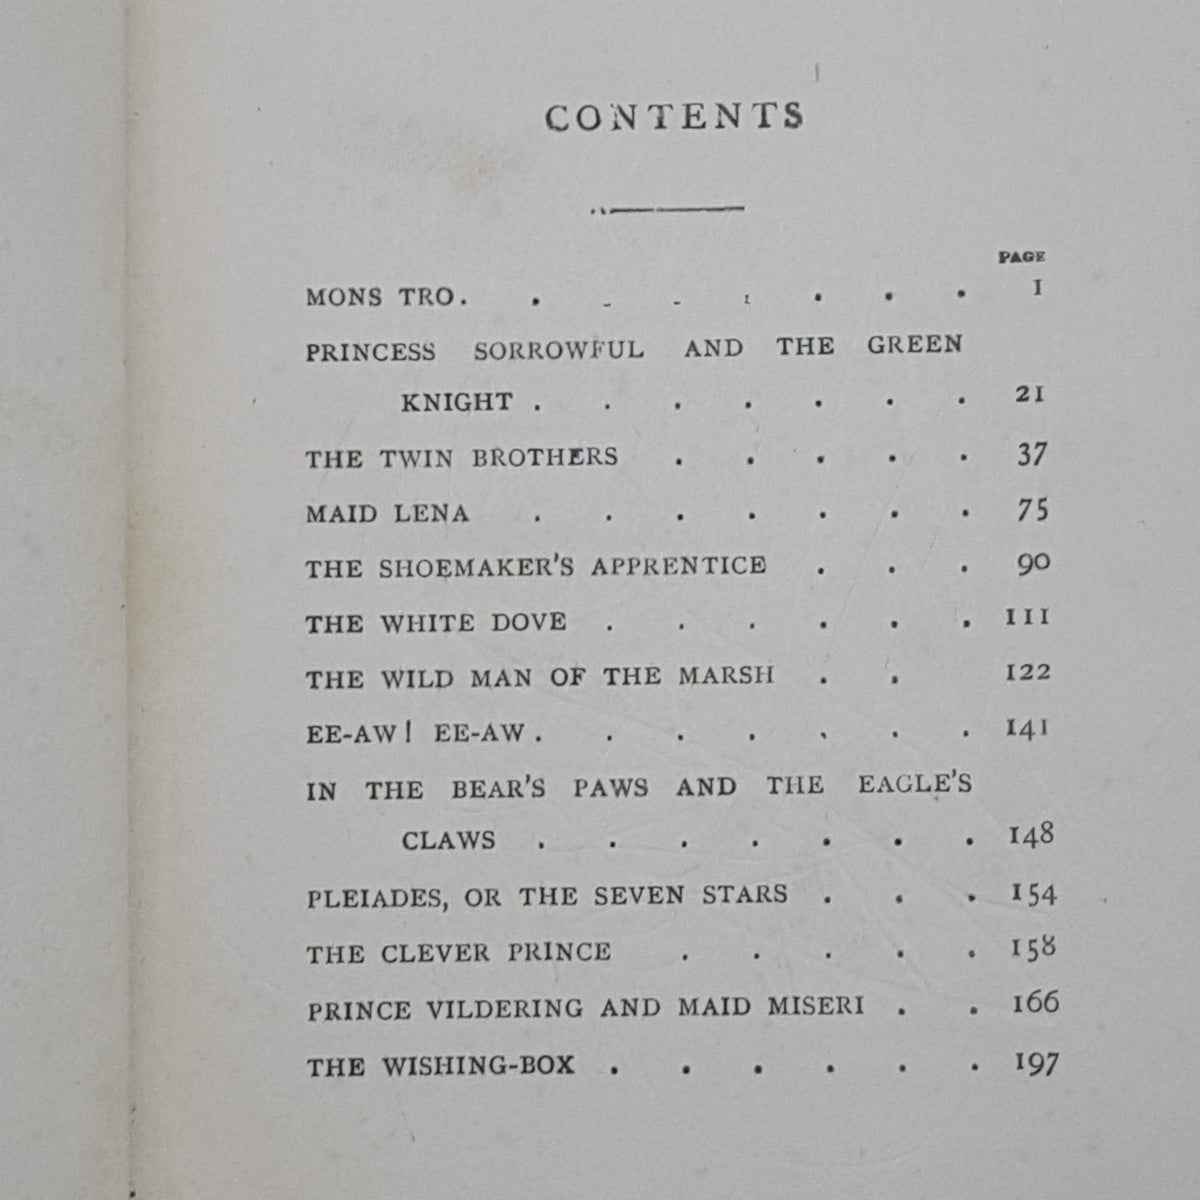 CONTENTS
PAGE
MONS TRO . . . . . . . . 1
PRINCESS SORROWFUL AND THE GREEN
KNIGHT . . . . . . . 21
THE TWIN BROTHERS . . . . . 37
MAID LENA . . . . . . . 75
THE SHOEMAKER'S APPRENTICE . . . 90
THE WHITE DOVE . . . . . . 111
THE WILD MAN OF THE MARSH . . 122
EE-AW! EE-AW . . . . . . . 141
IN THE BEAR'S PAWS AND THE EAGLE'S
CLAWS . . . . . . . 148
PLEIADES, OR THE SEVEN STARS . . . 154
THE CLEVER PRINCE . . . . . 158
PRINCE VILDERING AND MAID MISERI . . 166
THE WISHING-BOX . . . . . . 197